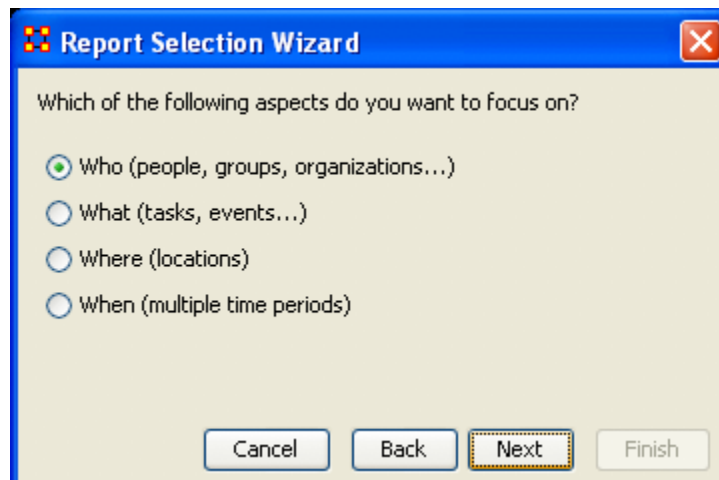 Report Selection Wizard
Which of the following aspects do you want to focus on?
Who (people, groups, organizations...)
What (tasks, events...)
Where (locations)
When (multiple time periods)
Cancel Back Next Finish